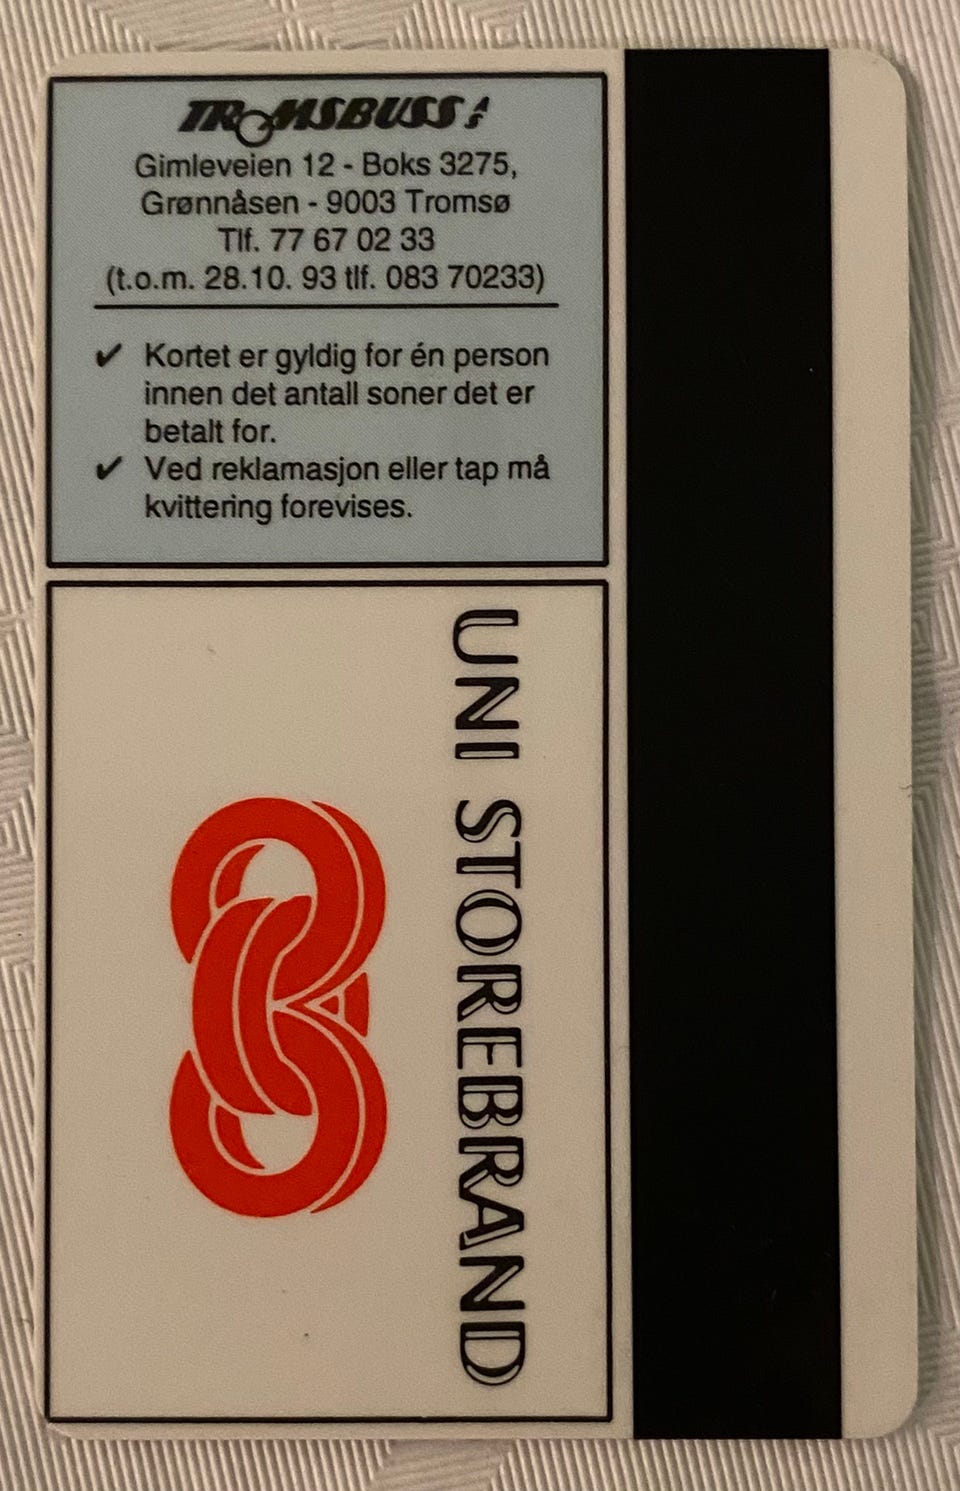 TROMSBUSS A/S
Gimleveien 12 - Boks 3275,
Grønnåsen - 9003 Tromsø
Tlf. 77 67 02 33
(t.o.m. 28.10. 93 tlf. 083 70233)
✔ Kortet er gyldig for én person
innen det antall soner det er
betalt for.
✔ Ved reklamasjon eller tap må
kvittering forevises.
UNI STOREBRAND